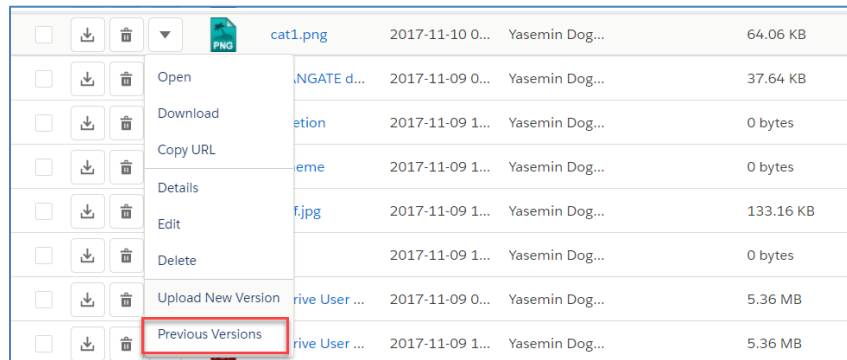 cat1.png 2017-11-10 0... Yasemin Dog... 64.06 KB
PNG
Open \NGATE d... 2017-11-09 0... Yasemin Dog... 37.64 KB
Download etion 2017-11-09 1... Yasemin Dog... 0 bytes
Copy URL
eme 2017-11-09 1... Yasemin Dog... 0 bytes
Details
f.jpg 2017-11-09 1... Yasemin Dog... 133.16 KB
Edit
Delete 2017-11-09 1... Yasemin Dog... 0 bytes
Upload New Version rive User ... 2017-11-09 0... Yasemin Dog... 5.36 MB
Previous Versions rive User ... 2017-11-09 1... Yasemin Dog... 5.36 MB